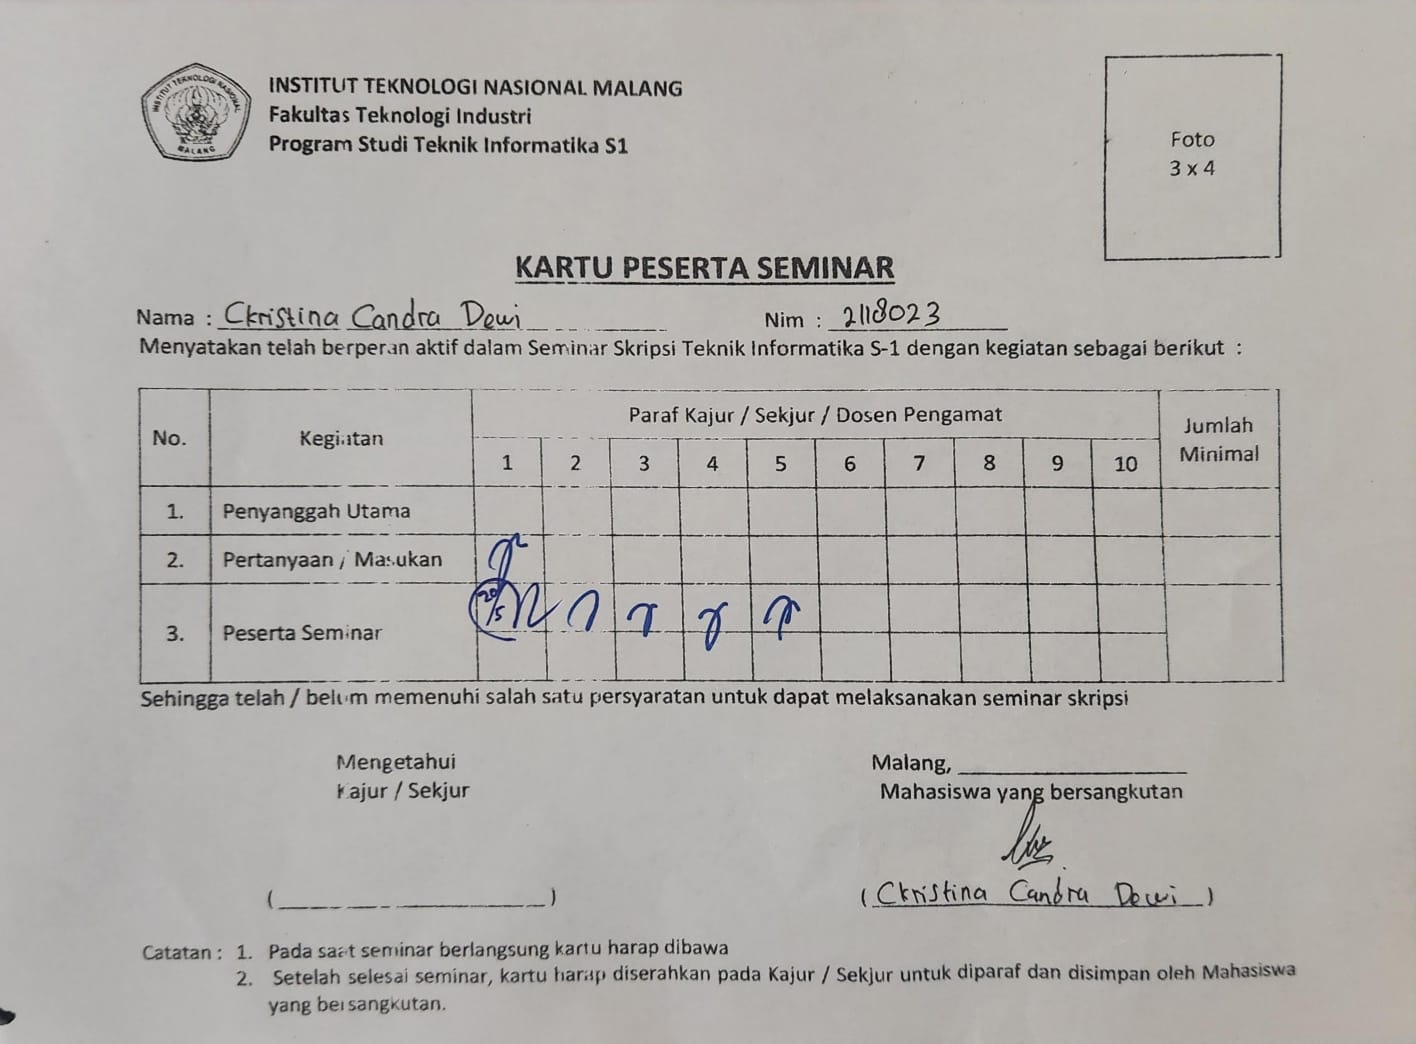 INSTITUT TEKNOLOGI NASIONAL MALANG
INSTITUT TEKNOLOGI NASIONAL
MALANG
Fakultas Teknologi Industri
Program Studi Teknik Informatika S1
Foto
3 x 4
KARTU PESERTA SEMINAR
Nama : Ckristina Candra Dewi Nim : 2118023
Menyatakan telah berperan aktif dalam Seminar Skripsi Teknik Informatika S-1 dengan kegiatan sebagai berikut :
No. Kegiatan Paraf Kajur / Sekjur / Dosen Pengamat Jumlah Minimal
1 2 3 4 5 6 7 8 9 10
1. Penyanggah Utama
2. Pertanyaan / Masukan
20/5
3. Peserta Seminar
Sehingga telah / belum memenuhi salah satu persyaratan untuk dapat melaksanakan seminar skripsi
Mengetahui Malang,
Kajur / Sekjur Mahasiswa yang bersangkutan
( ) ( Ckristina Candra Dewi )
Catatan : 1. Pada saat seminar berlangsung kartu harap dibawa
2. Setelah selesai seminar, kartu harap diserahkan pada Kajur / Sekjur untuk diparaf dan disimpan oleh Mahasiswa
yang bersangkutan.